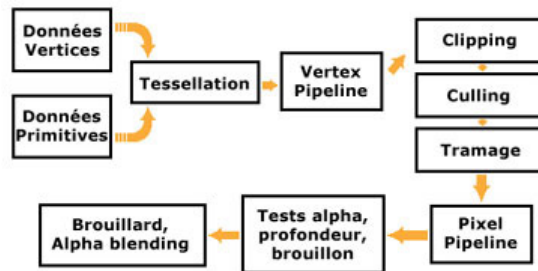 Données
Vertices
Données
Primitives
Tessellation
Vertex
Pipeline
Clipping
Culling
Tramage
Pixel
Pipeline
Tests alpha,
profondeur,
brouillon
Brouillard,
Alpha blending